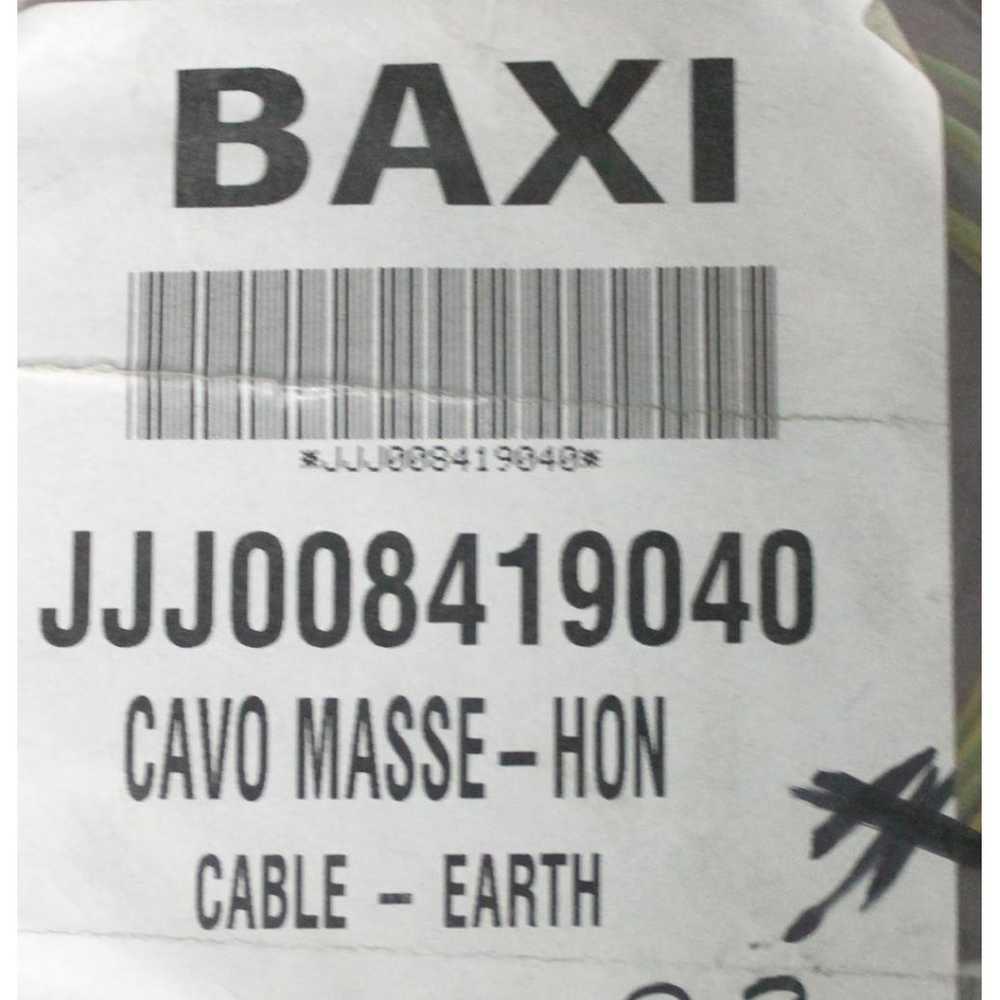 BAXI
*JJJ008419040*
JJJ008419040
CAVO MASSE-HON
CABLE - EARTH